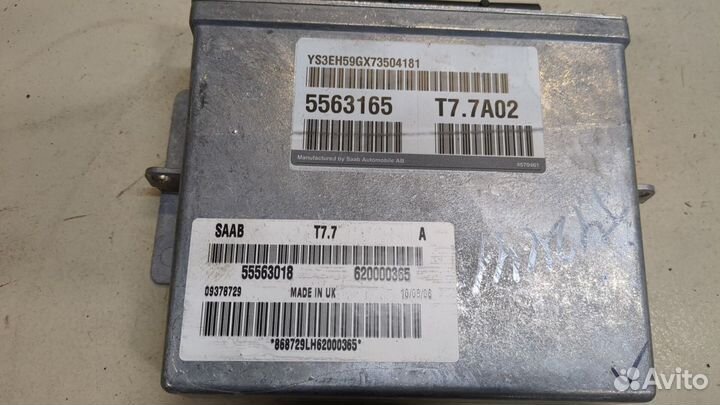 YS3EH59GX73504181
5563165 T7.7A02
Manufactured by Saab Automobile AB
SAAB T7.7 A
55563018 620000365
09378729 MADE IN UK
*868729LH62000365*
Avito